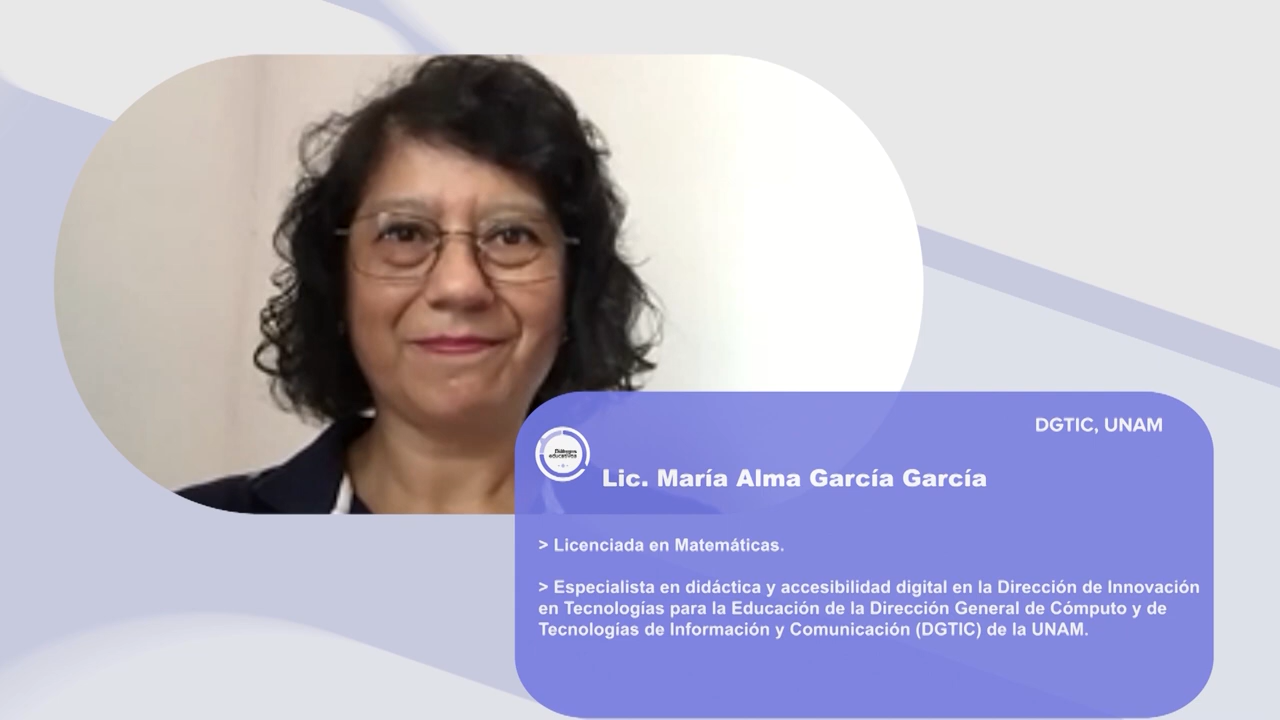 DGTIC, UNAM
Diálogos
educativos
Lic. María Alma García García
> Licenciada en Matemáticas.
> Especialista en didáctica y accesibilidad digital en la Dirección de Innovación
en Tecnologías para la Educación de la Dirección General de Cómputo y de
Tecnologías de Información y Comunicación (DGTIC) de la UNAM.